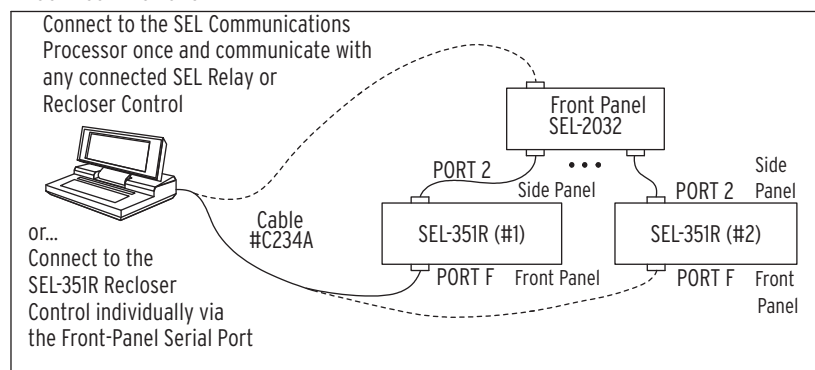 Connect to the SEL Communications
Processor once and communicate with
any connected SEL Relay or
Recloser Control
Front Panel
SEL-2032
PORT 2
Side Panel
PORT 2
Side
Panel
Cable
#C234A
SEL-351R (#1)
SEL-351R (#2)
PORT F
Front Panel
PORT F
Front
Panel
or...
Connect to the
SEL-351R Recloser
Control individually via
the Front-Panel Serial Port